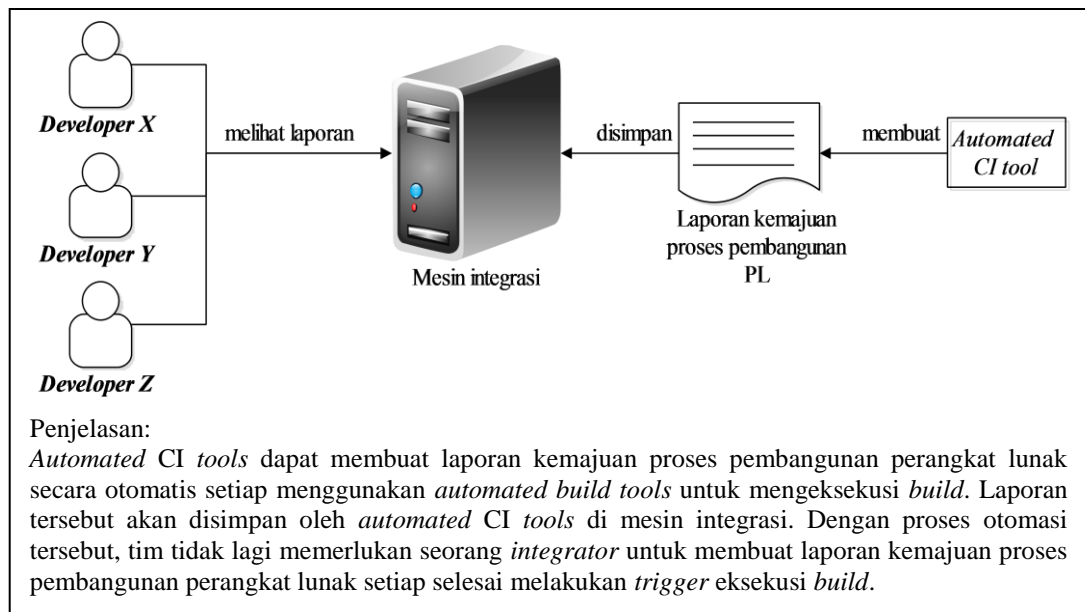 Developer X
melihat laporan
disimpan
membuat
Automated
CI tool
Developer Y
Mesin integrasi
Laporan kemajuan
proses pembangunan
PL
Developer Z
Penjelasan:
Automated CI tools dapat membuat laporan kemajuan proses pembangunan perangkat lunak
secara otomatis setiap menggunakan automated build tools untuk mengeksekusi build. Laporan
tersebut akan disimpan oleh automated CI tools di mesin integrasi. Dengan proses otomasi
tersebut, tim tidak lagi memerlukan seorang integrator untuk membuat laporan kemajuan proses
pembangunan perangkat lunak setiap selesai melakukan trigger eksekusi build.